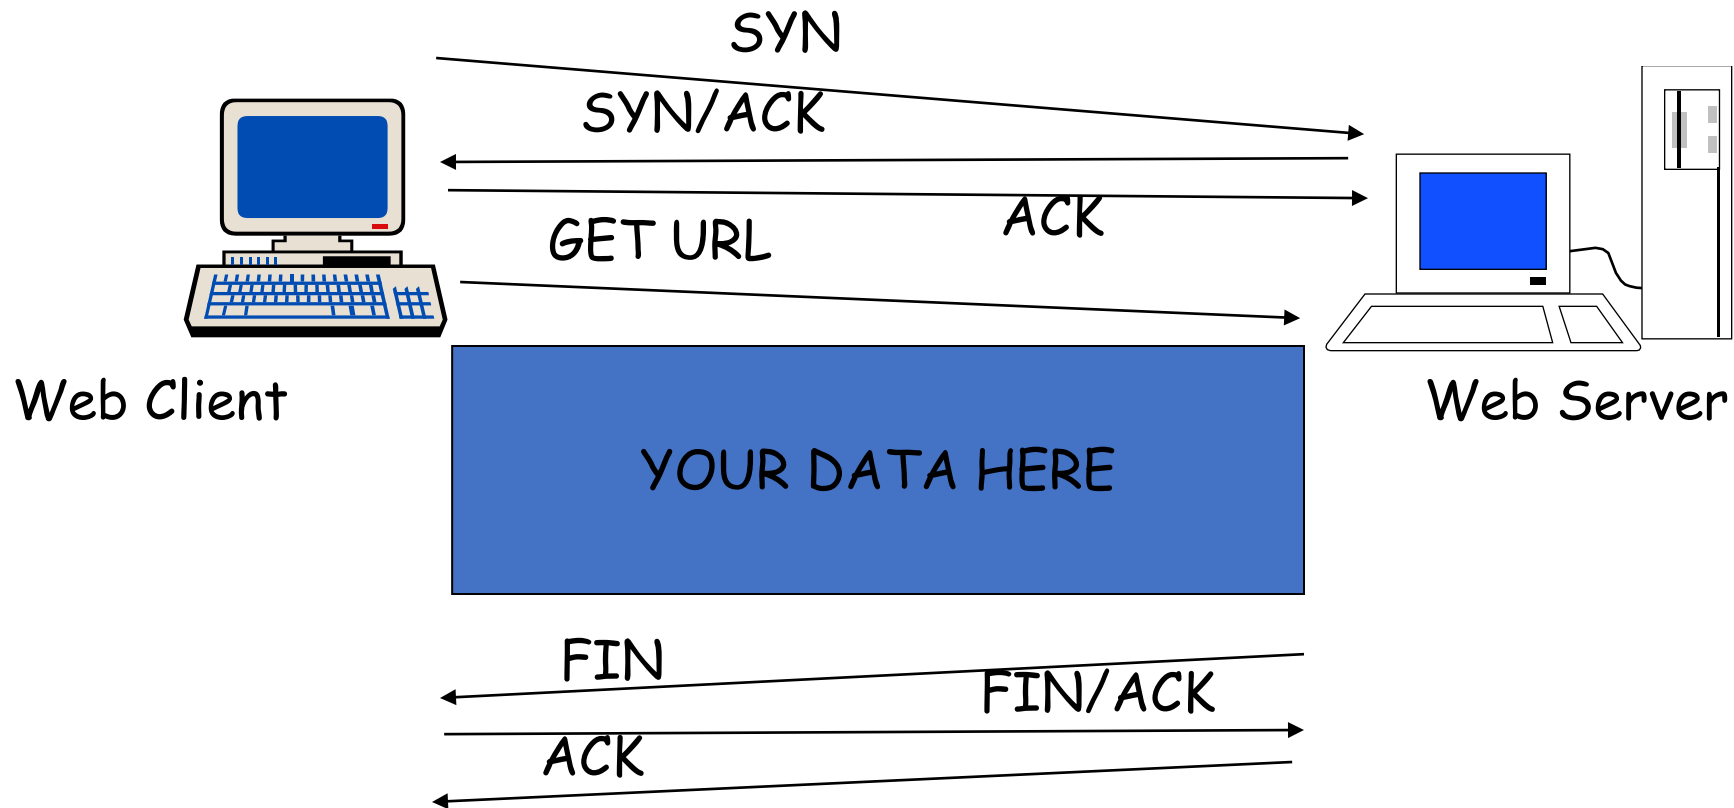 SYN
SYN/ACK
ACK
GET URL
Web Client
Web Server
YOUR DATA HERE
FIN
FIN/ACK
ACK